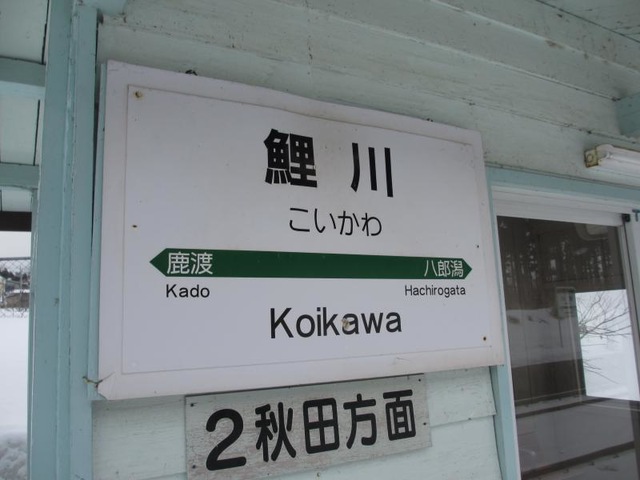 鯉川
こいかわ
鹿渡 八郎潟
Kado Hachirogata
Koikawa
2秋田方面